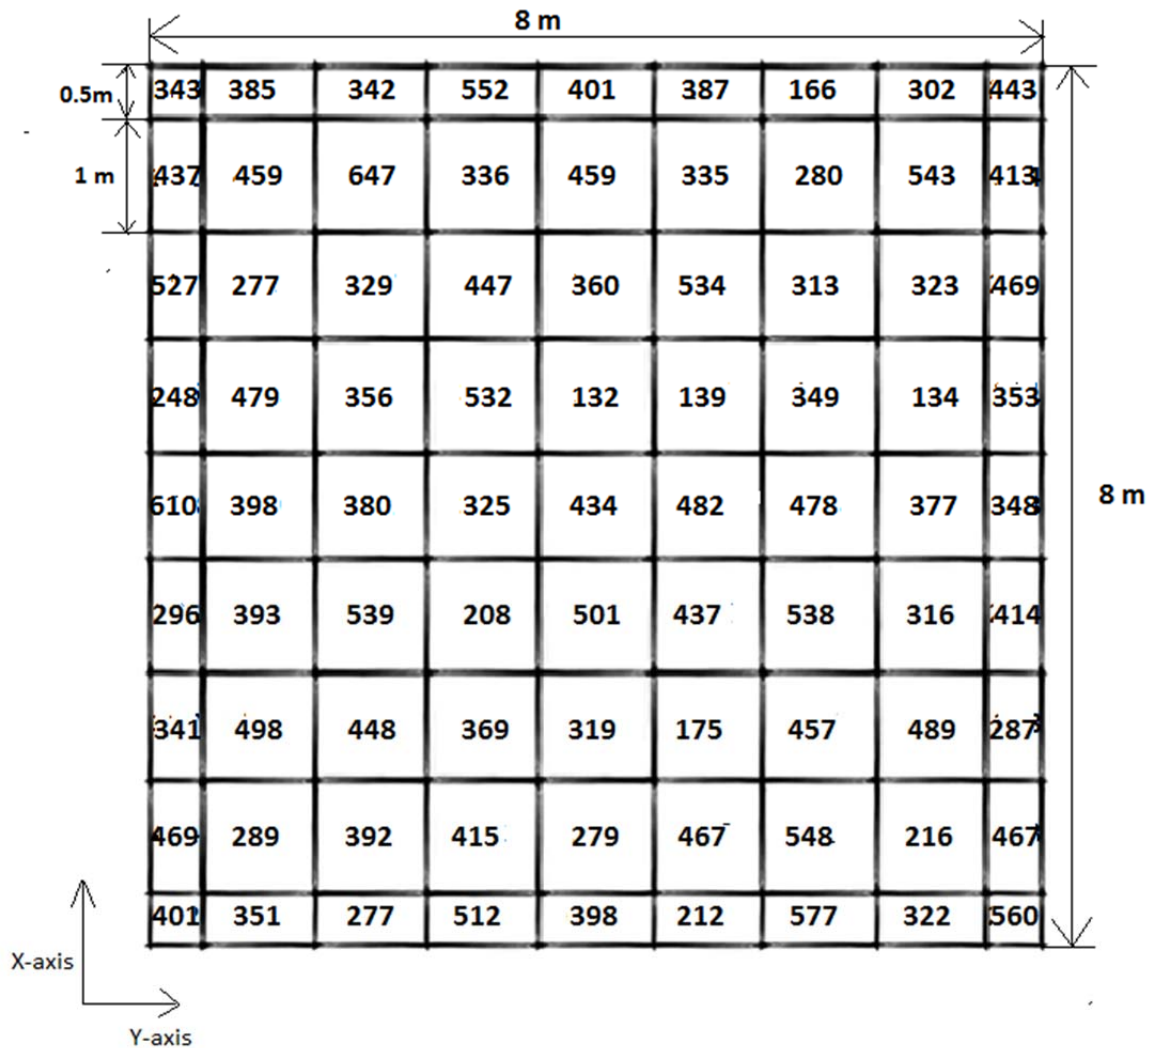 8 m
0.5m 343 385 342 552 401 387 166 302 443
1 m 437 459 647 336 459 335 280 543 413
527 277 329 447 360 534 313 323 469
248 479 356 532 132 139 349 134 353
8 m
610 398 380 325 434 482 478 377 348
296 393 539 208 501 437 538 316 414
341 498 448 369 319 175 457 489 287
469 289 392 415 279 467 548 216 467
401 351 277 512 398 212 577 322 560
X-axis
Y-axis